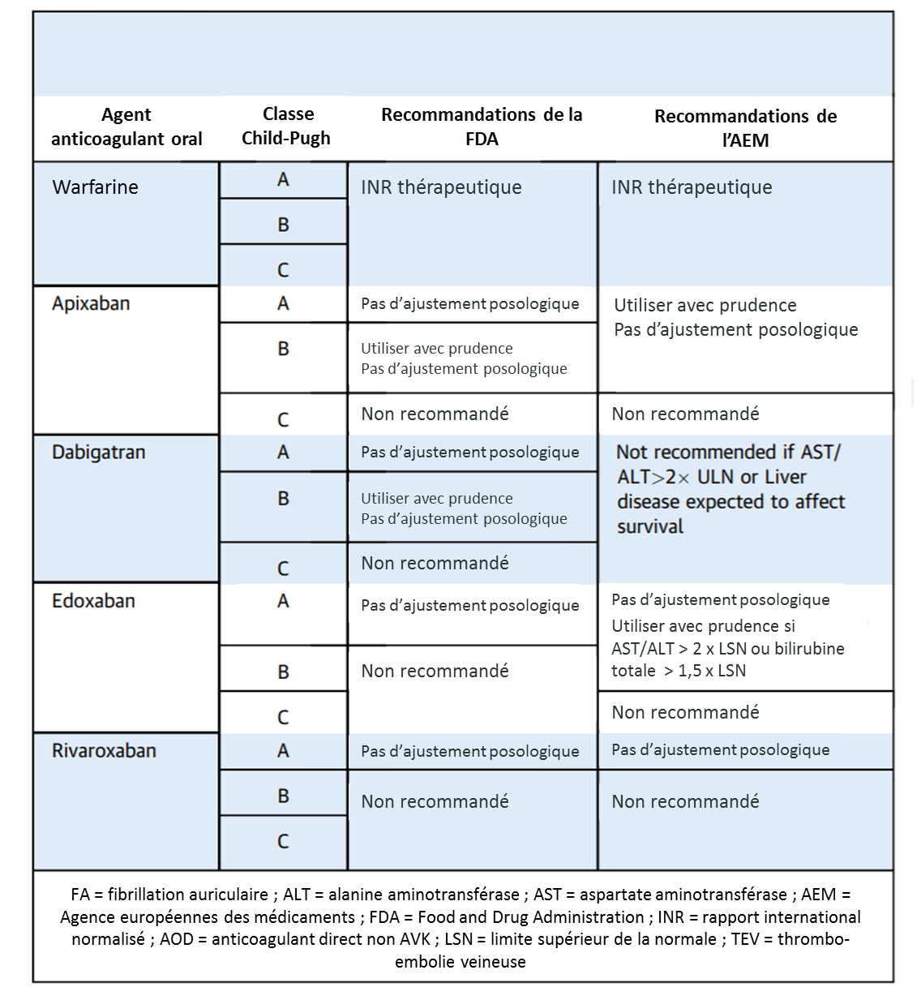 Agent
anticoagulant oral
Classe
Child-Pugh
Recommandations de la
FDA
Recommandations de
l’AEM
Warfarine
A
B
C
INR thérapeutique
INR thérapeutique
Apixaban
A
Pas d’ajustement posologique
Utiliser avec prudence
Pas d’ajustement posologique
B
Utiliser avec prudence
Pas d’ajustement posologique
C
Non recommandé
Non recommandé
Dabigatran
A
Pas d’ajustement posologique
Not recommended if AST/
ALT>2× ULN or Liver
disease expected to affect
survival
B
Utiliser avec prudence
Pas d’ajustement posologique
C
Non recommandé
Edoxaban
A
Pas d’ajustement posologique
Pas d’ajustement posologique
Utiliser avec prudence si
AST/ALT > 2 x LSN ou bilirubine
totale > 1,5 x LSN
B
Non recommandé
C
Non recommandé
Rivaroxaban
A
Pas d’ajustement posologique
Pas d’ajustement posologique
B
Non recommandé
Non recommandé
C
FA = fibrillation auriculaire ; ALT = alanine aminotransférase ; AST = aspartate aminotransférase ; AEM =
Agence européennes des médicaments ; FDA = Food and Drug Administration ; INR = rapport international
normalisé ; AOD = anticoagulant direct non AVK ; LSN = limite supérieur de la normale ; TEV = thrombo-
embolie veineuse